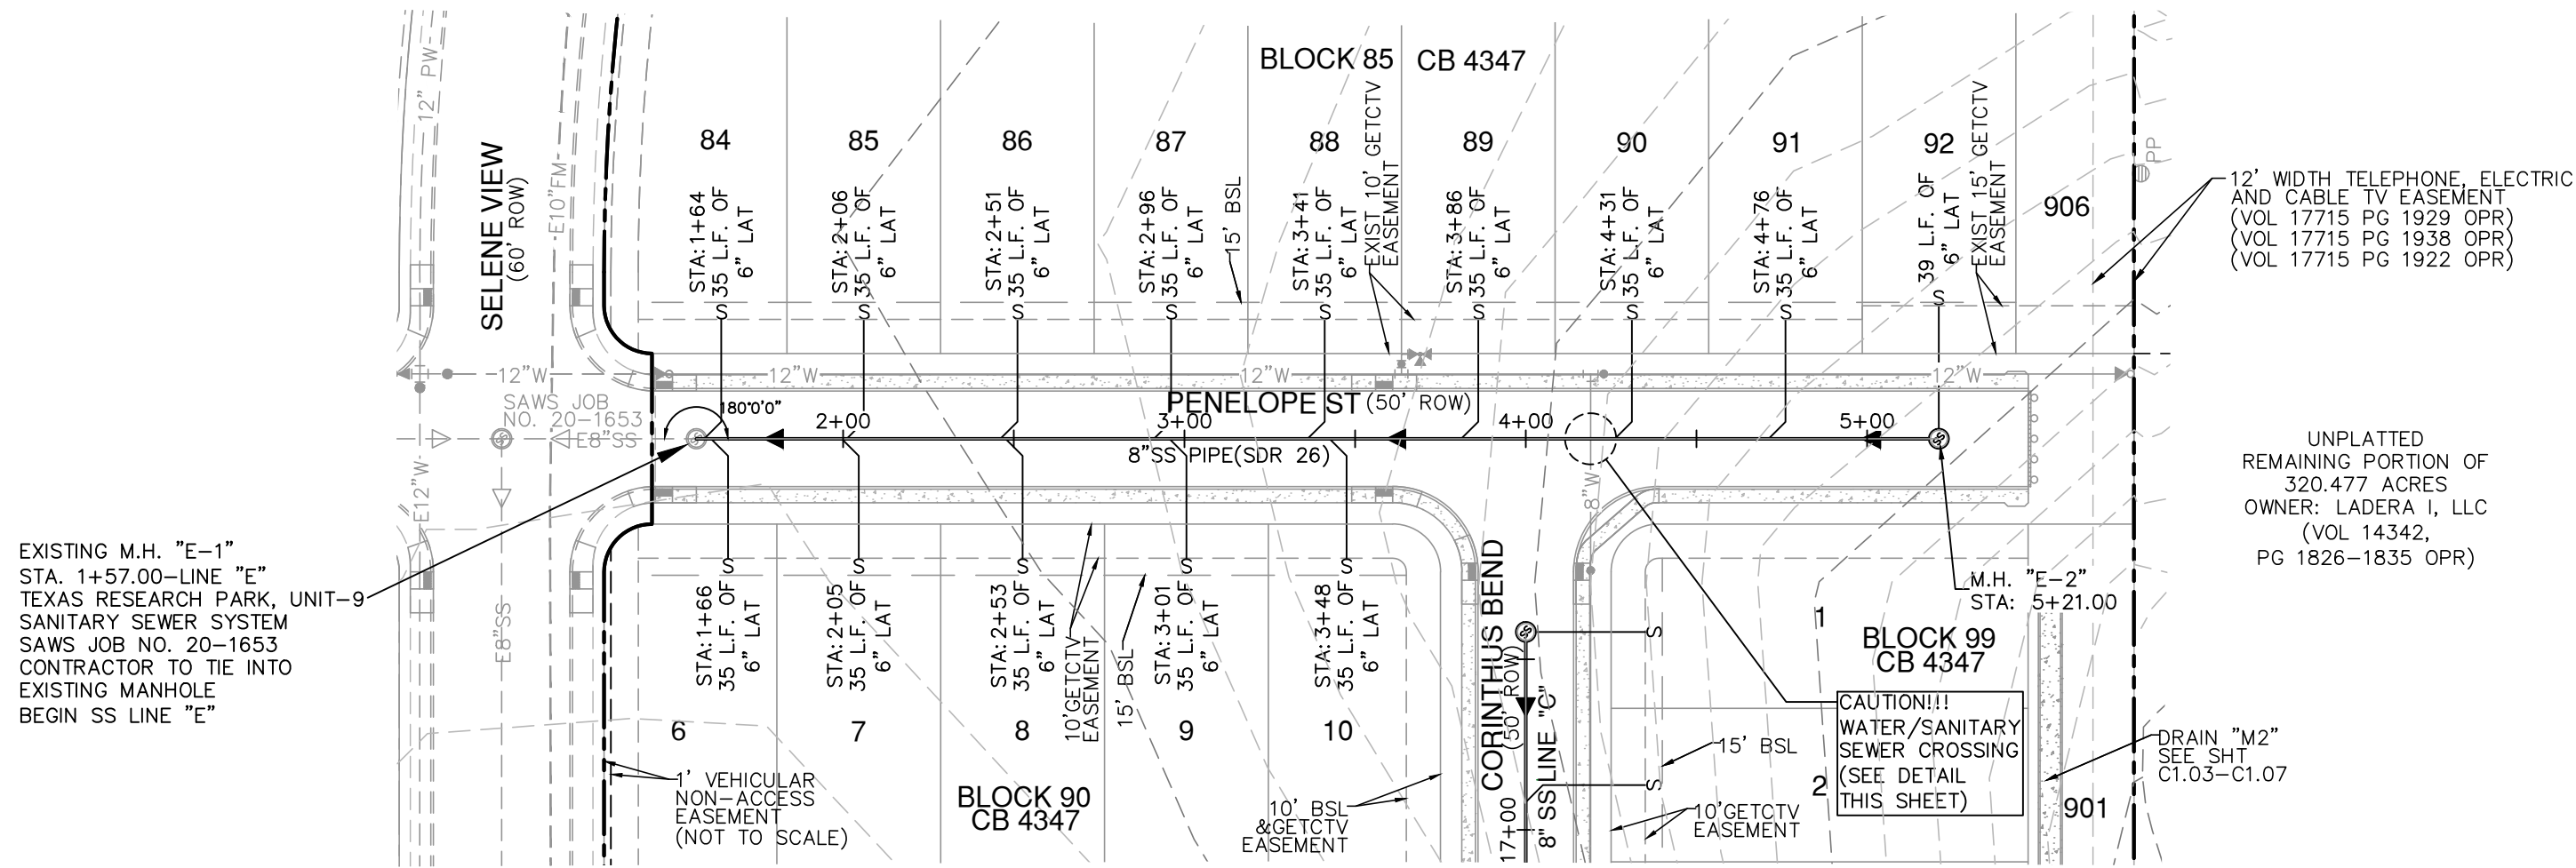 BLOCK 85 CB 4347
12" PW
SELENE VIEW
(60' ROW)
E10"FM
84
85
86
87
88
89
90
91
92
906
STA:1+64
35 L.F. OF
6" LAT
STA:2+06
35 L.F. OF
6" LAT
STA:2+51
35 L.F. OF
6" LAT
STA:2+96
35 L.F. OF
6" LAT
15' BSL
STA:3+41
35 L.F. OF
6" LAT
EXIST 10' GETCTV
EASEMENT
STA:3+86
35 L.F. OF
6" LAT
STA:4+31
35 L.F. OF
6" LAT
STA:4+76
35 L.F. OF
6" LAT
39 L.F. OF
6" LAT
EXIST 15' GETCTV
EASEMENT
PP
12' WIDTH TELEPHONE, ELECTRIC
AND CABLE TV EASEMENT
(VOL 17715 PG 1929 OPR)
(VOL 17715 PG 1938 OPR)
(VOL 17715 PG 1922 OPR)
S
S
S
S
S
S
S
S
S
12"W
12"W
12"W
12"W
SAWS JOB
NO. 20-1653
E8"SS
180°0'0"
PENELOPE ST (50' ROW)
2+00
3+00
4+00
5+00
8"SS PIPE(SDR 26)
SS
SS
SS
E12"W
E8"SS
8"W
UNPLATTED
REMAINING PORTION OF
320.477 ACRES
OWNER: LADERA I, LLC
(VOL 14342,
PG 1826-1835 OPR)
EXISTING M.H. "E-1"
STA. 1+57.00-LINE "E"
TEXAS RESEARCH PARK, UNIT-9
SANITARY SEWER SYSTEM
SAWS JOB NO. 20-1653
CONTRACTOR TO TIE INTO
EXISTING MANHOLE
BEGIN SS LINE "E"
S
S
S
S
S
STA:1+66
35 L.F. OF
6" LAT
STA:2+05
35 L.F. OF
6" LAT
STA:2+53
35 L.F. OF
6" LAT
10'GETCTV
EASEMENT
15' BSL
STA:3+01
35 L.F. OF
6" LAT
STA:3+48
35 L.F. OF
6" LAT
6
7
8
9
10
1' VEHICULAR
NON-ACCESS
EASEMENT
(NOT TO SCALE)
BLOCK 90
CB 4347
10' BSL
&GETCTV
EASEMENT
CORINTHUS BEND
(50' ROW)
SS
S
S
17+00
8" SS LINE "C"
15' BSL
10'GETCTV
EASEMENT
M.H. "E-2"
STA: 5+21.00
1
BLOCK 99
CB 4347
2
CAUTION!!!
WATER/SANITARY
SEWER CROSSING
(SEE DETAIL
THIS SHEET)
901
DRAIN "M2"
SEE SHT
C1.03-C1.07